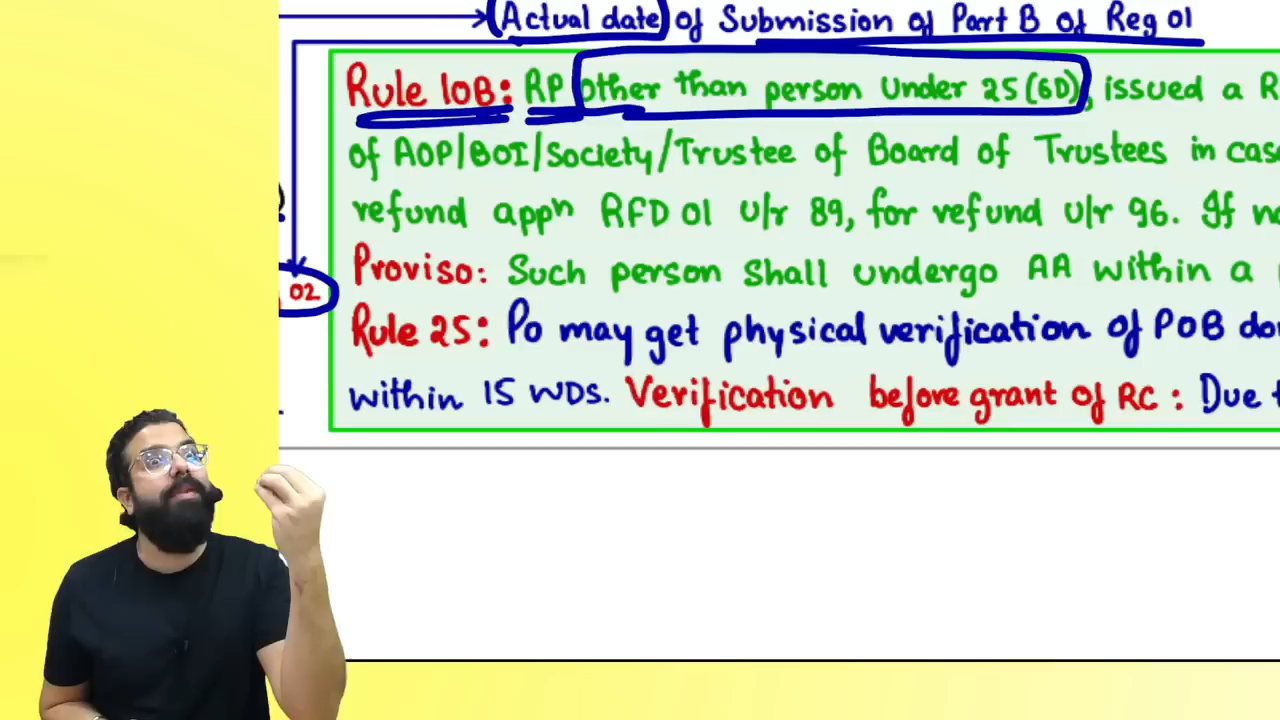 Actual date of Submission of Part B of Reg 01
Rule 10B: RP other than person Under 25(6D), issued a R
of AOP/BOI/Society/Trustee of Board of Trustees in case
refund appⁿ RFD 01 u/r 89, for refund u/r 96. If n
Proviso: Such person shall undergo AA within a
02
Rule 25: Po may get physical verification of POB do
within 15 WDs. Verification before grant of RC : Due t